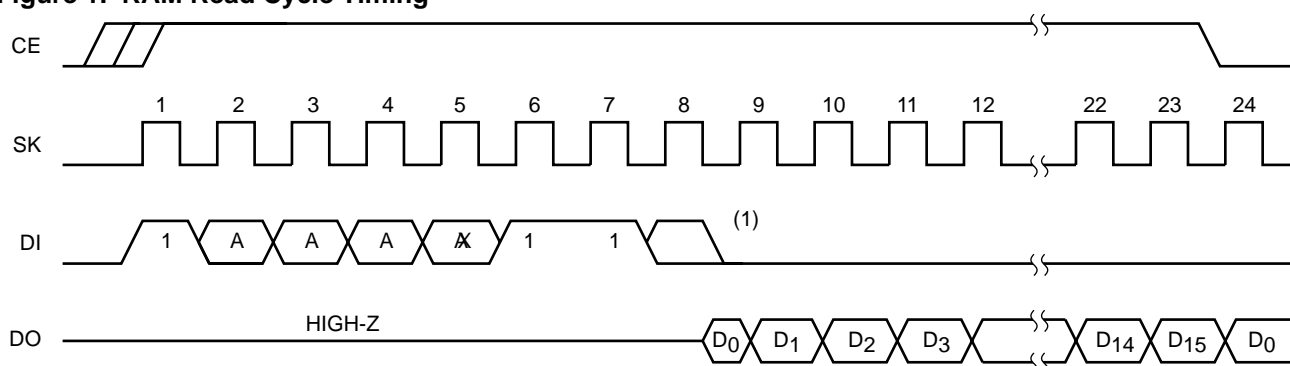 Figure 1. RAM Read Cycle Timing
CE
1 2 3 4 5 6 7 8 9 10 11 12 22 23 24
SK
(1)
DI 1 A A A 1 1
HIGH-Z
DO D0 D1 D2 D3 D14 D15 D0